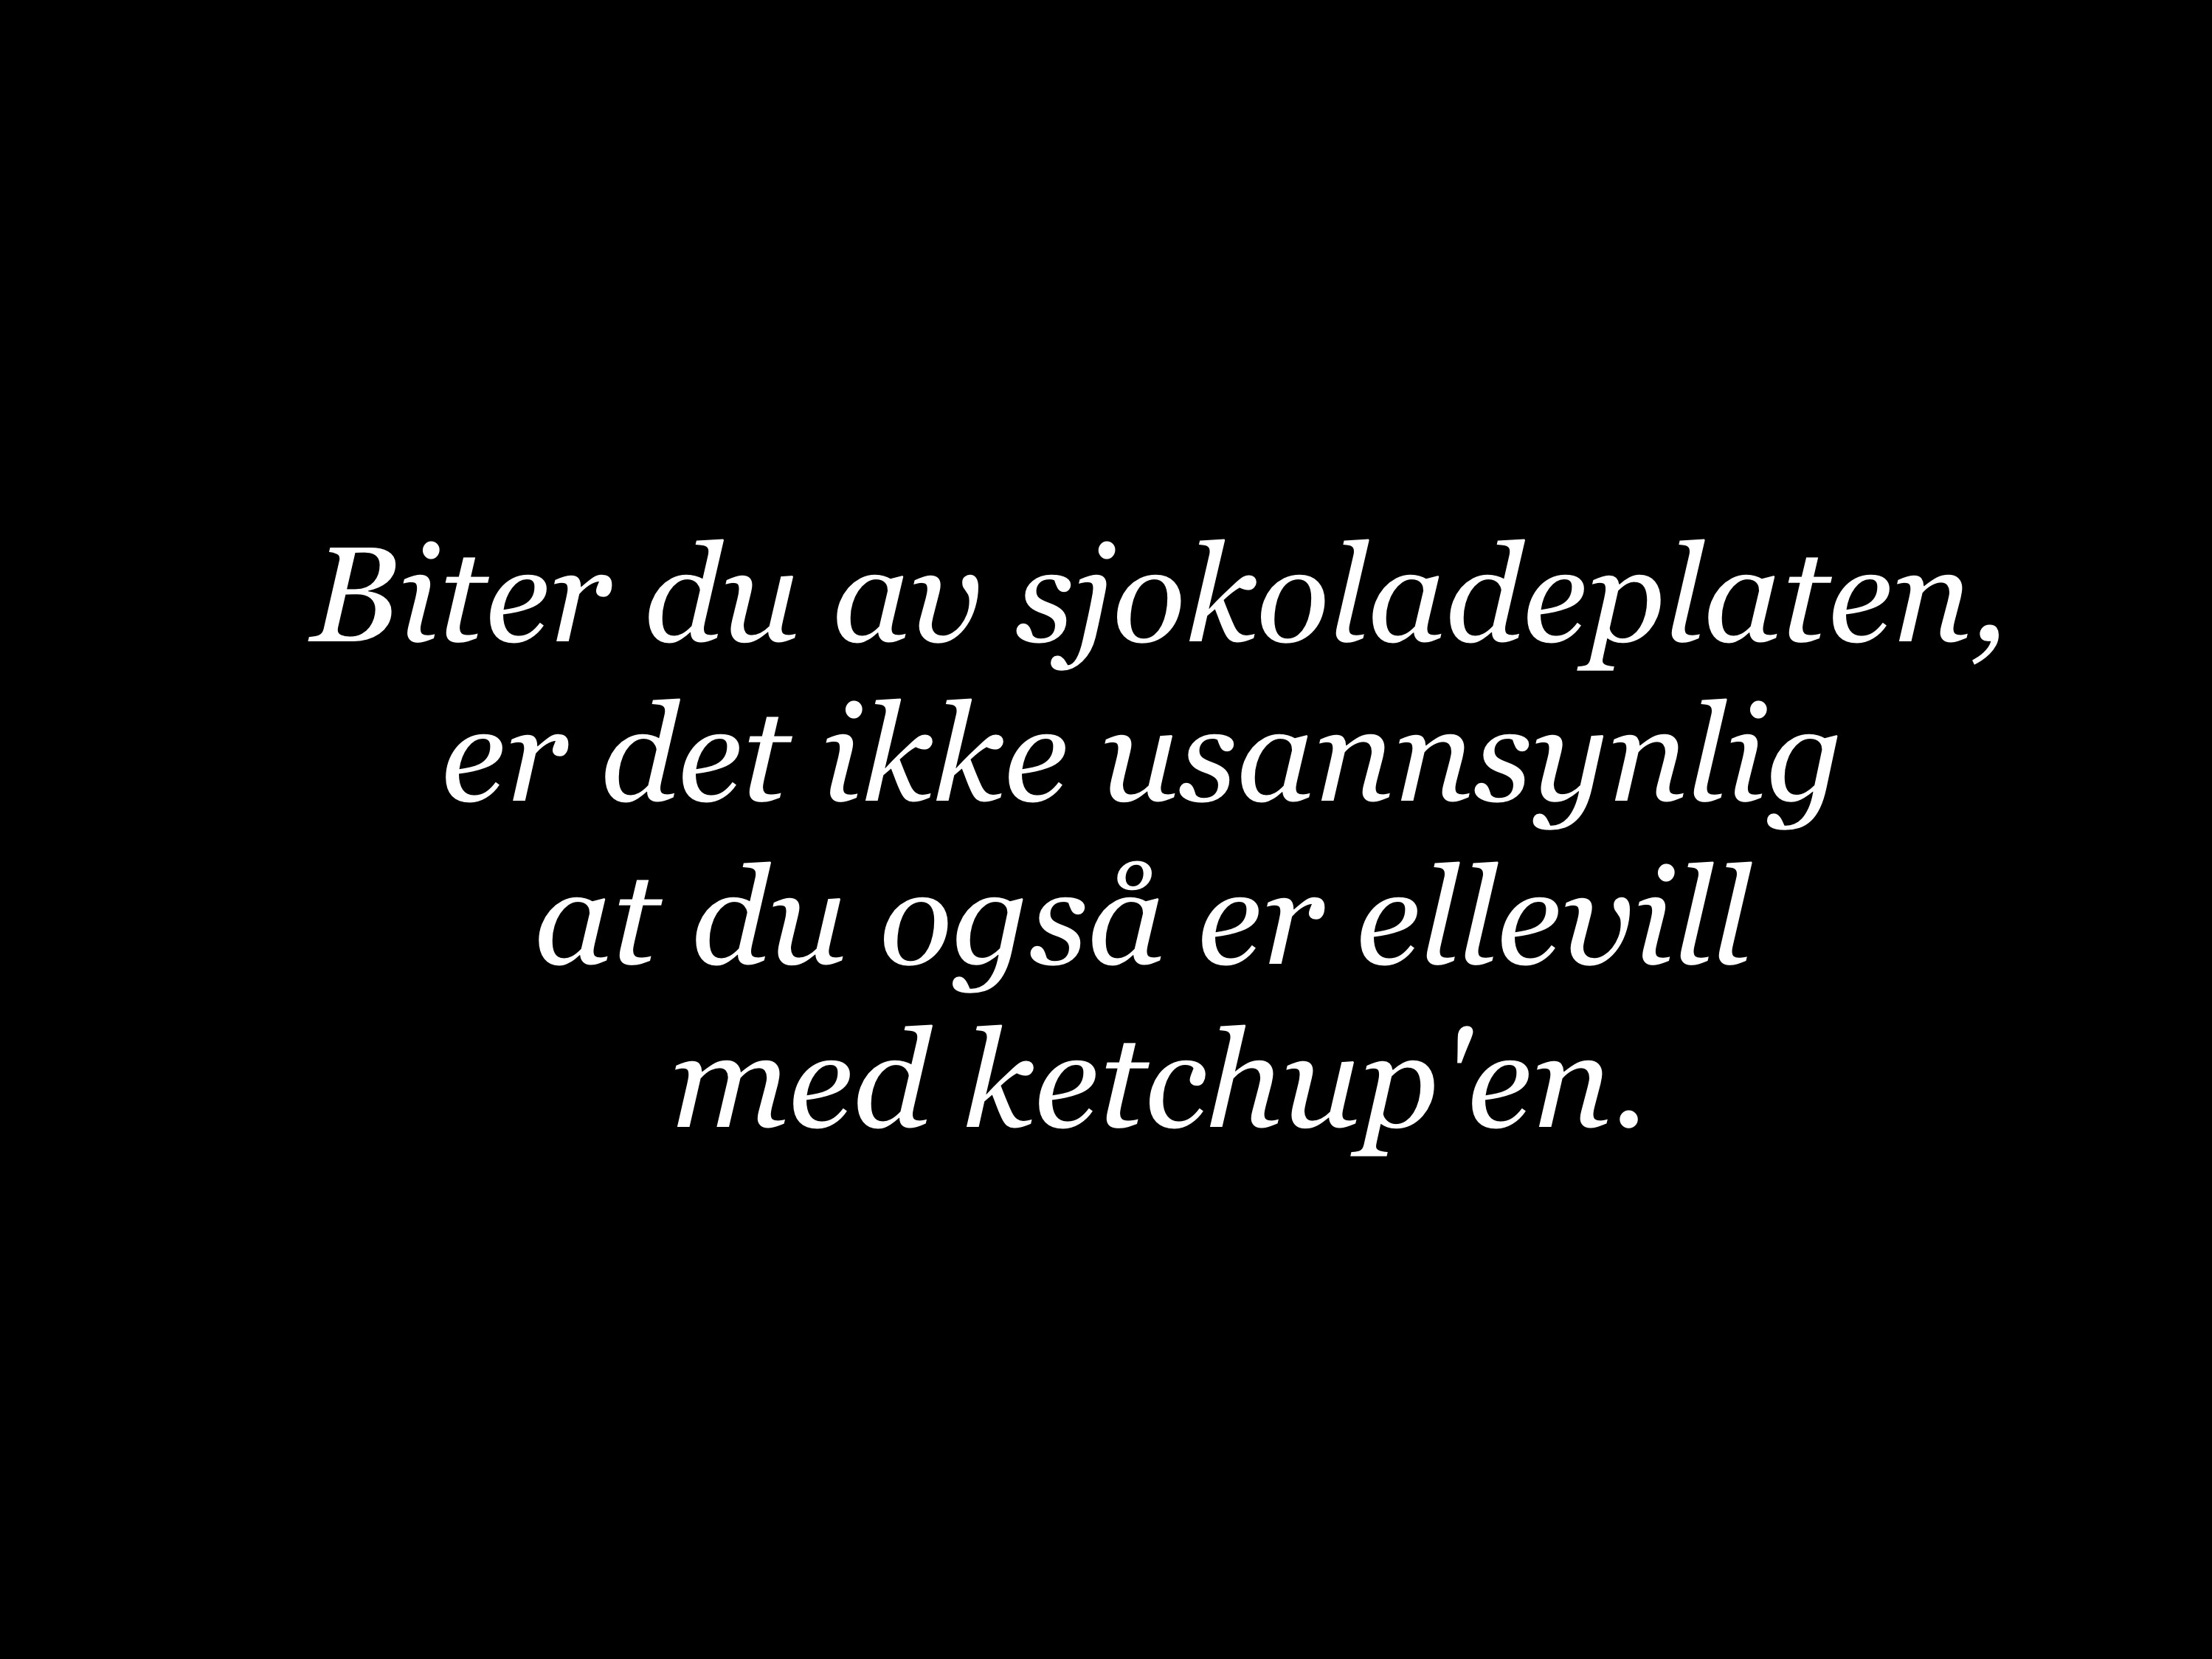 Biter du av sjokoladeplaten,
er det ikke usannsynlig
at du også er ellevill
med ketchup'en.